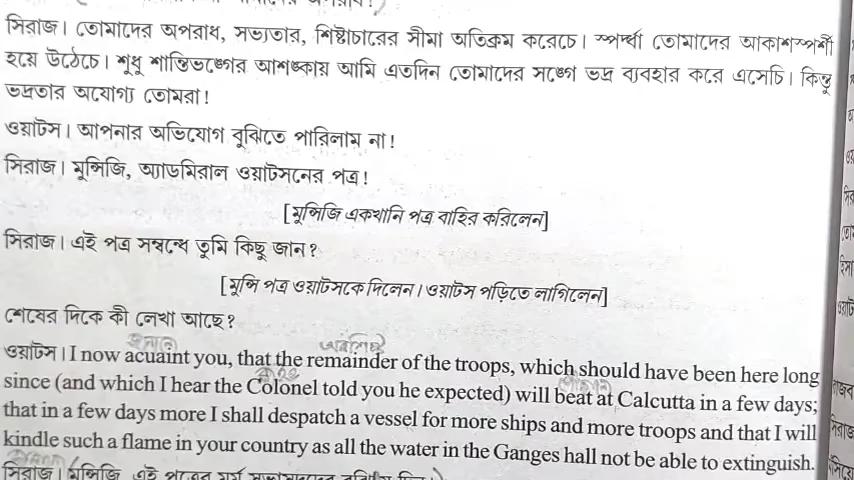 সিরাজ। তোমাদের অপরাধ, সভ্যতার, শিষ্টাচারের সীমা অতিক্রম করেচে। স্পর্ধা তোমাদের আকাশস্পর্শী
হয়ে উঠেচে। শুধু শান্তিভঙ্গের আশঙ্কায় আমি এতদিন তোমাদের সঙ্গে ভদ্র ব্যবহার করে এসেচি। কিন্তু
ভদ্রতার অযোগ্য তোমরা!
ওয়াটস। আপনার অভিযোগ বুঝিতে পারিলাম না!
সিরাজ। মুন্সিজি, অ্যাডমিরাল ওয়াটসনের পত্র!
[মুন্সিজি একখানি পত্র বাহির করিলেন]
সিরাজ। এই পত্র সম্বন্ধে তুমি কিছু জান?
[মুন্সি পত্র ওয়াটসকে দিলেন। ওয়াটস পড়িতে লাগিলেন]
শেষের দিকে কী লেখা আছে?
ওয়াটস। I now acuaint you, that the remainder of the troops, which should have been here long
since (and which I hear the Colonel told you he expected) will beat at Calcutta in a few days;
that in a few days more I shall despatch a vessel for more ships and more troops and that I will
kindle such a flame in your country as all the water in the Ganges hall not be able to extinguish.
সিরাজ। মুন্সিজি, এই পত্রের মর্ম